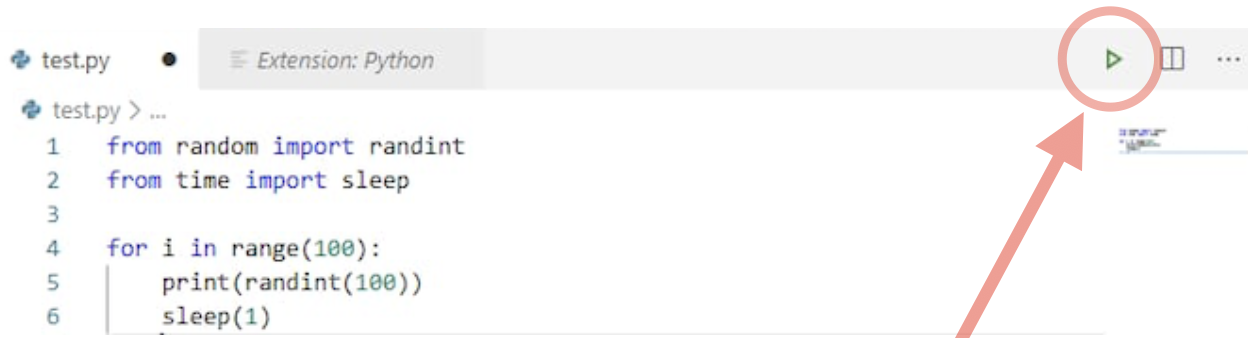 test.py Extension: Python
test.py > ...
1 from random import randint
2 from time import sleep
3
4 for i in range(100):
5     print(randint(100))
6     sleep(1)